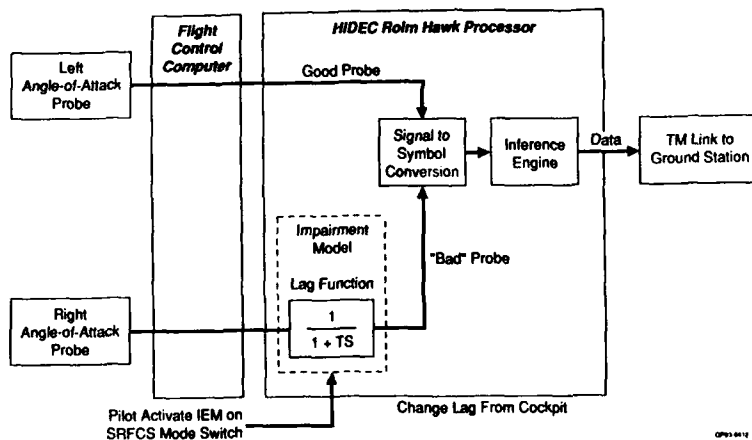 Flight
Control
Computer
HIDEC Rolm Hawk Processor
Left
Angle-of-Attack
Probe
Good Probe
Signal to
Symbol
Conversion
Inference
Engine
Data
TM Link to
Ground Station
Impairment
Model
Lag Function
1
1 + TS
"Bad" Probe
Right
Angle-of-Attack
Probe
Pilot Activate IEM on
SRFCS Mode Switch
Change Lag From Cockpit